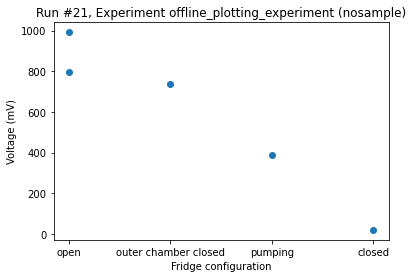 Run #21, Experiment offline_plotting_experiment (nosample)
1000
800
600
400
200
0
Voltage (mV)
open outer chamber closed pumping closed
Fridge configuration